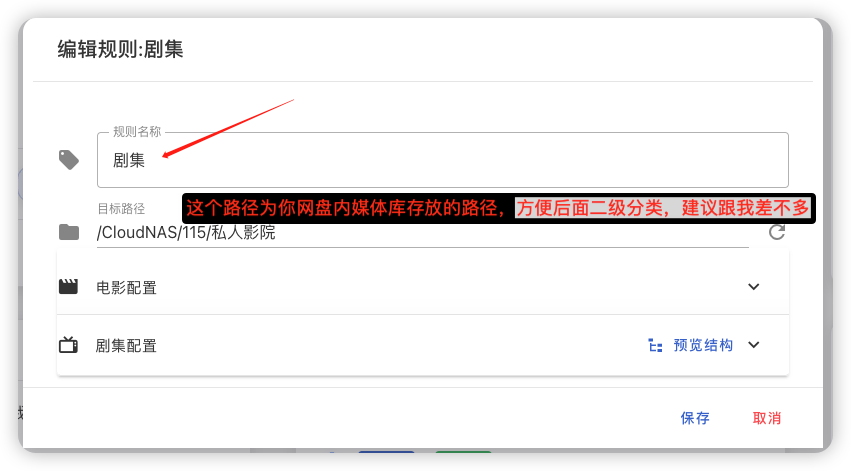 编辑规则:剧集
规则名称
剧集
目标路径
这个路径为你网盘内媒体库存放的路径，方便后面二级分类，建议跟我差不多
/CloudNAS/115/私人影院
电影配置
剧集配置
预览结构
保存
取消